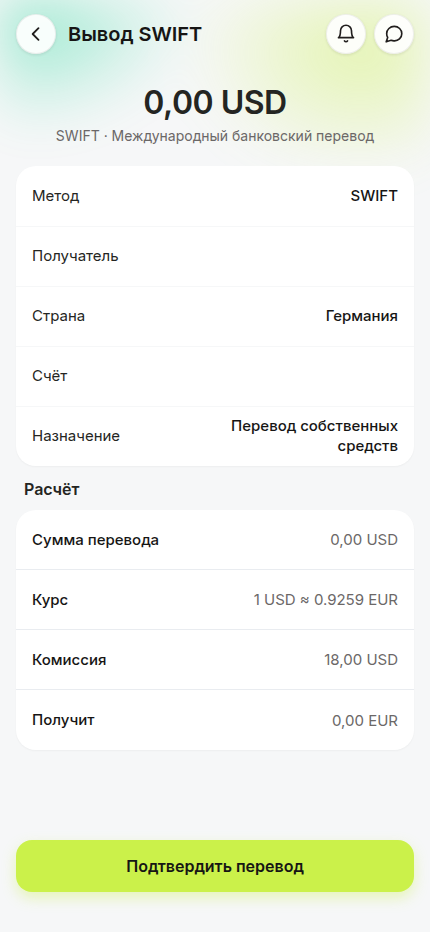 Вывод SWIFT
0,00 USD
SWIFT · Международный банковский перевод
Метод SWIFT
Получатель
Страна Германия
Счёт
Назначение Перевод собственных
средств
Расчёт
Сумма перевода 0,00 USD
Курс 1 USD ≈ 0.9259 EUR
Комиссия 18,00 USD
Получит 0,00 EUR
Подтвердить перевод